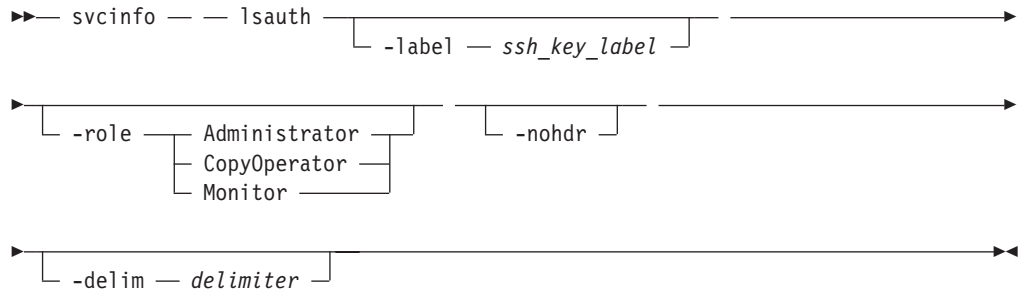 svcinfo lsauth
-label ssh_key_label
-role Administrator -nohdr
CopyOperator
Monitor
-delim delimiter